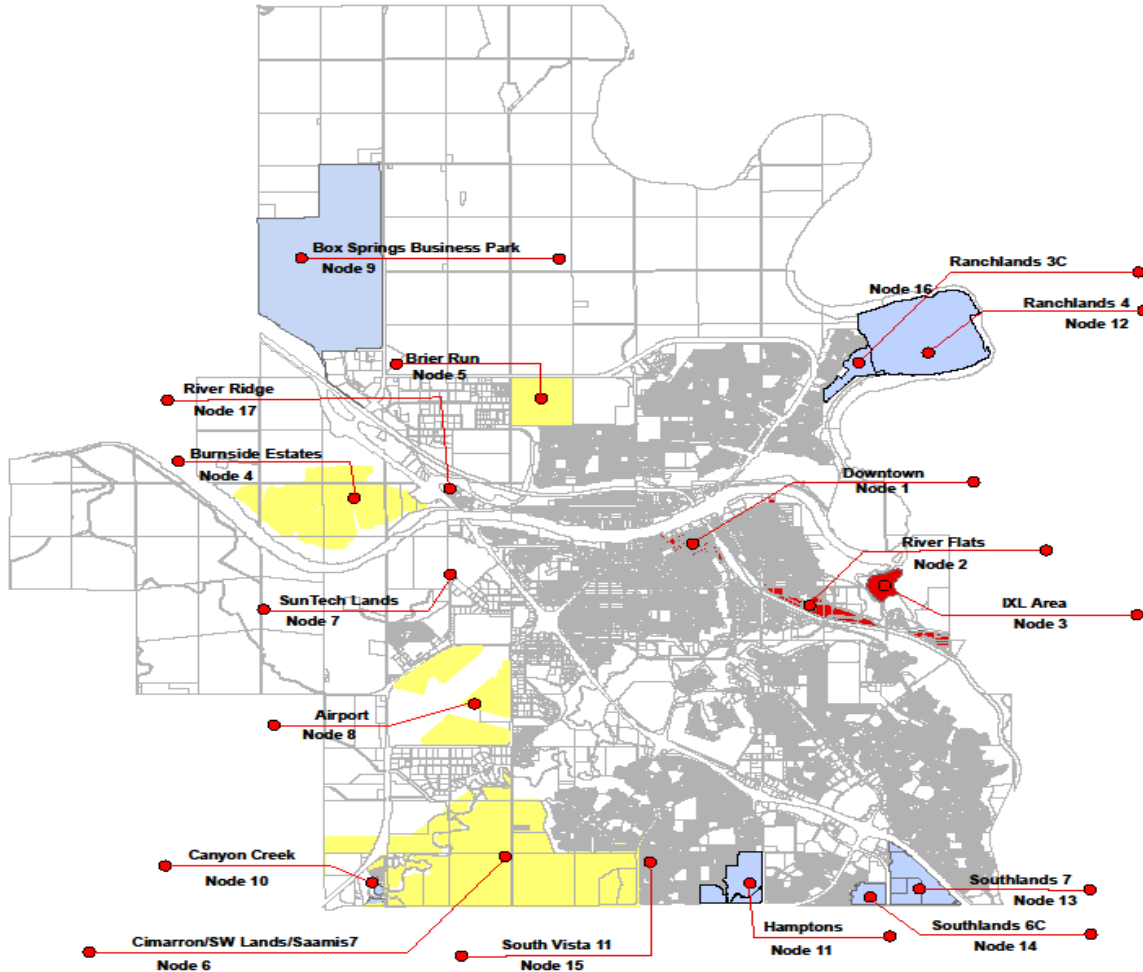 Box Springs Business Park
Node 9
Ranchlands 3C
Node 16
Ranchlands 4
Node 12
Brier Run
Node 5
River Ridge
Node 17
Burnside Estates
Node 4
Downtown
Node 1
River Flats
Node 2
SunTech Lands
Node 7
IXL Area
Node 3
Airport
Node 8
Canyon Creek
Node 10
Southlands 7
Node 13
Hamptons
Node 11
Southlands 6C
Node 14
Cimarron/SW Lands/Saamis7
Node 6
South Vista 11
Node 15